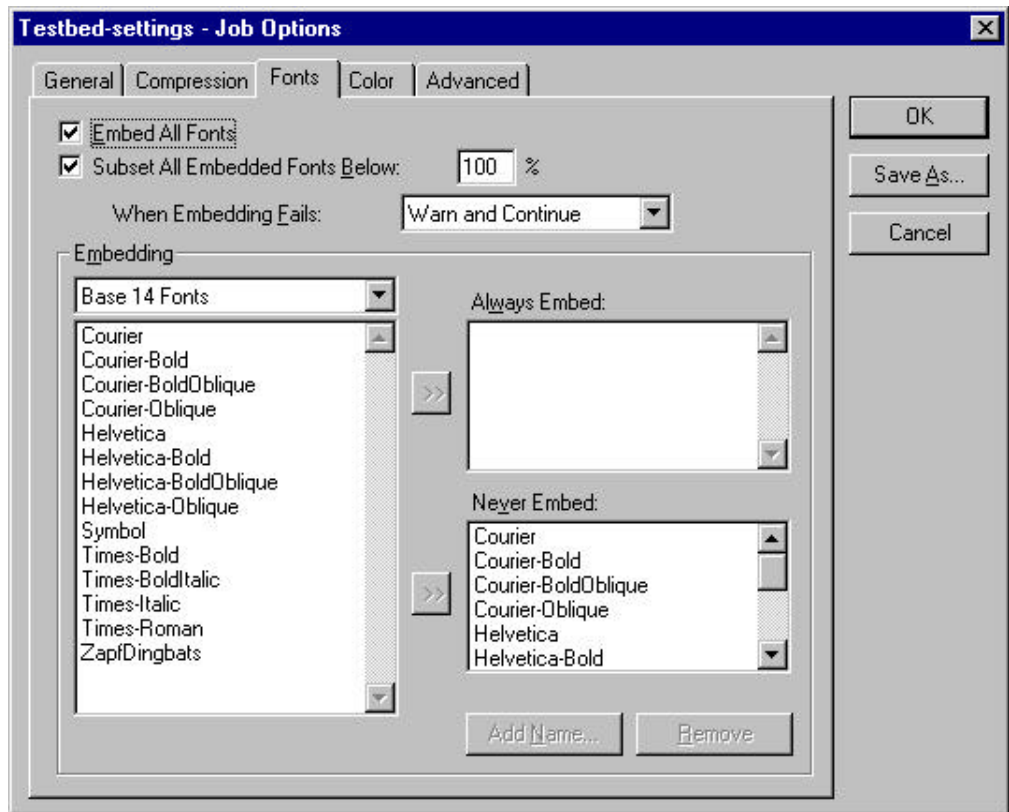 Testbed-settings - Job Options
General Compression Fonts Color Advanced
Embed All Fonts
Subset All Embedded Fonts Below: 100 %
When Embedding Fails: Warn and Continue
OK
Save As...
Cancel
Embedding
Base 14 Fonts
Courier
Courier-Bold
Courier-BoldOblique
Courier-Oblique
Helvetica
Helvetica-Bold
Helvetica-BoldOblique
Helvetica-Oblique
Symbol
Times-Bold
Times-BoldItalic
Times-Italic
Times-Roman
ZapfDingbats
>>
>>
Always Embed:
Never Embed:
Courier
Courier-Bold
Courier-BoldOblique
Courier-Oblique
Helvetica
Helvetica-Bold
Add Name... Remove